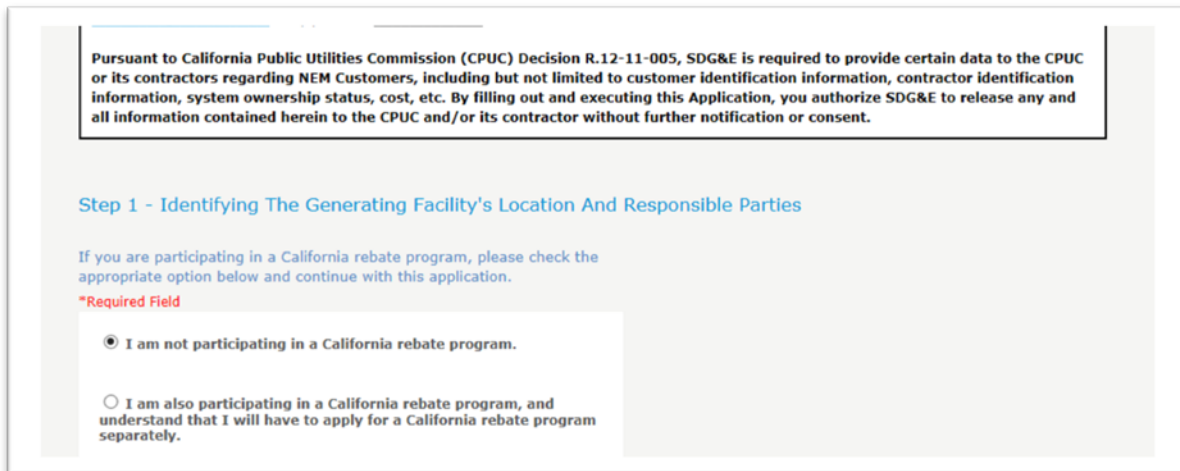 Pursuant to California Public Utilities Commission (CPUC) Decision R.12-11-005, SDG&E is required to provide certain data to the CPUC
or its contractors regarding NEM Customers, including but not limited to customer identification information, contractor identification
information, system ownership status, cost, etc. By filling out and executing this Application, you authorize SDG&E to release any and
all information contained herein to the CPUC and/or its contractor without further notification or consent.
Step 1 - Identifying The Generating Facility's Location And Responsible Parties
If you are participating in a California rebate program, please check the
appropriate option below and continue with this application.
*Required Field
I am not participating in a California rebate program.
I am also participating in a California rebate program, and
understand that I will have to apply for a California rebate program
separately.